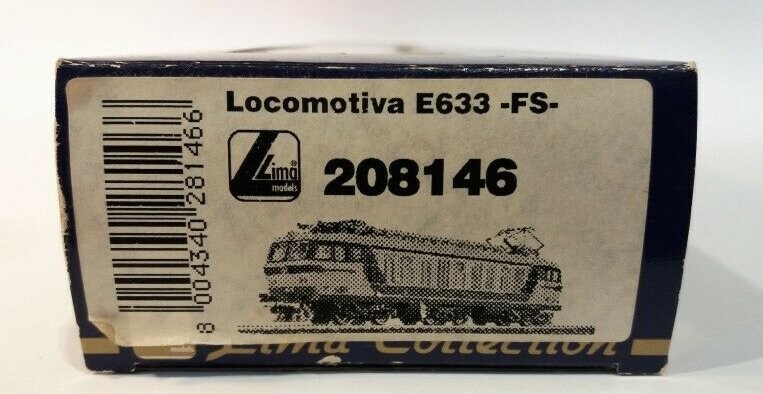 Locomotiva E633 -FS-
Lima®
models
208146
8 004340 281466
Lima Collection